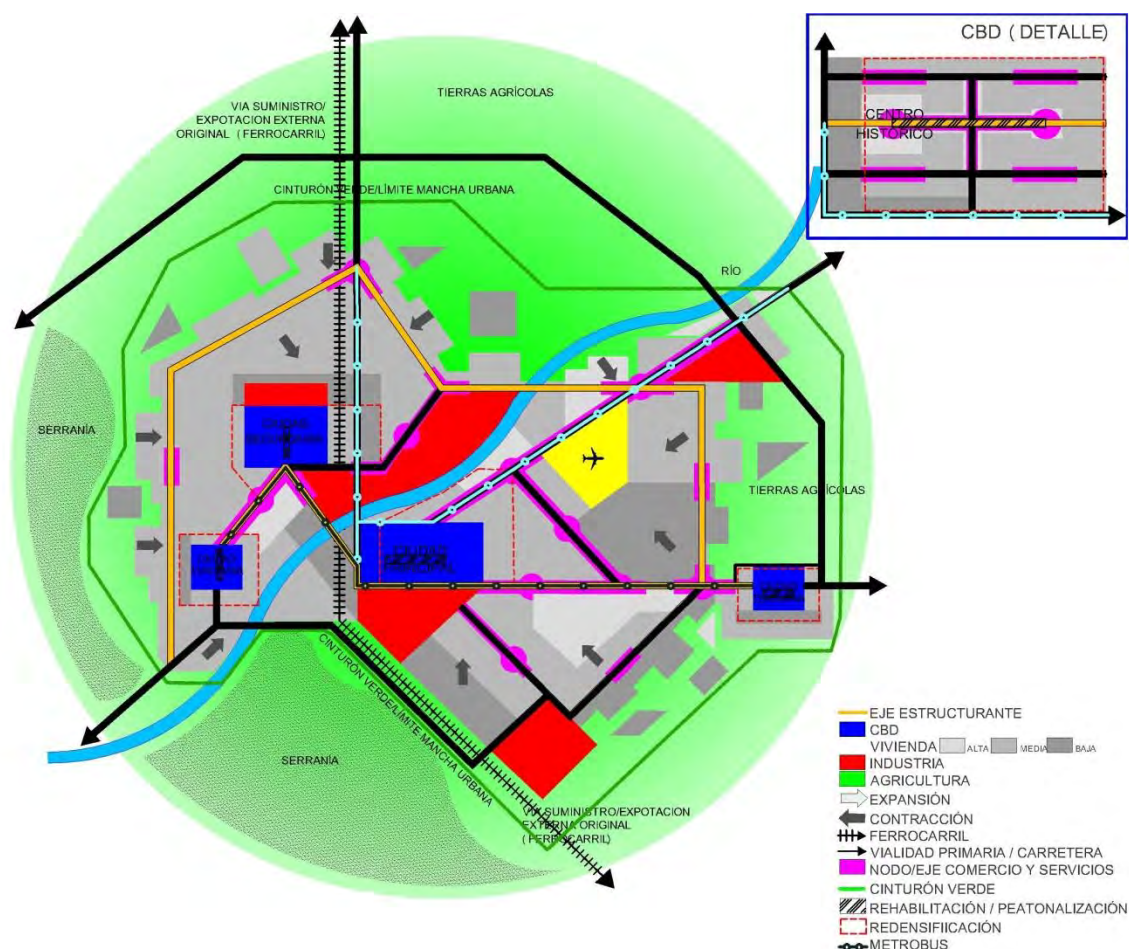 CBD ( DETALLE)
CENTRO
HISTÓRICO
TIERRAS AGRÍCOLAS
VIA SUMINISTRO/
EXPOTACION EXTERNA
ORIGINAL ( FERROCARRIL)
CINTURÓN VERDE/LÍMITE MANCHA URBANA
RÍO
SERRANÍA
TIERRAS AGRÍCOLAS
CINTURÓN VERDE/LÍMITE MANCHA URBANA
SERRANÍA
VIA SUMINISTRO/EXPOTACION
EXTERNA ORIGINAL
( FERROCARRIL)
EJE ESTRUCTURANTE
CBD
VIVIENDA ALTA MEDIA BAJA
INDUSTRIA
AGRICULTURA
EXPANSIÓN
CONTRACCIÓN
FERROCARRIL
VIALIDAD PRIMARIA / CARRETERA
NODO/EJE COMERCIO Y SERVICIOS
CINTURÓN VERDE
REHABILITACIÓN / PEATONALIZACIÓN
REDENSIFIICACIÓN
METROBUS